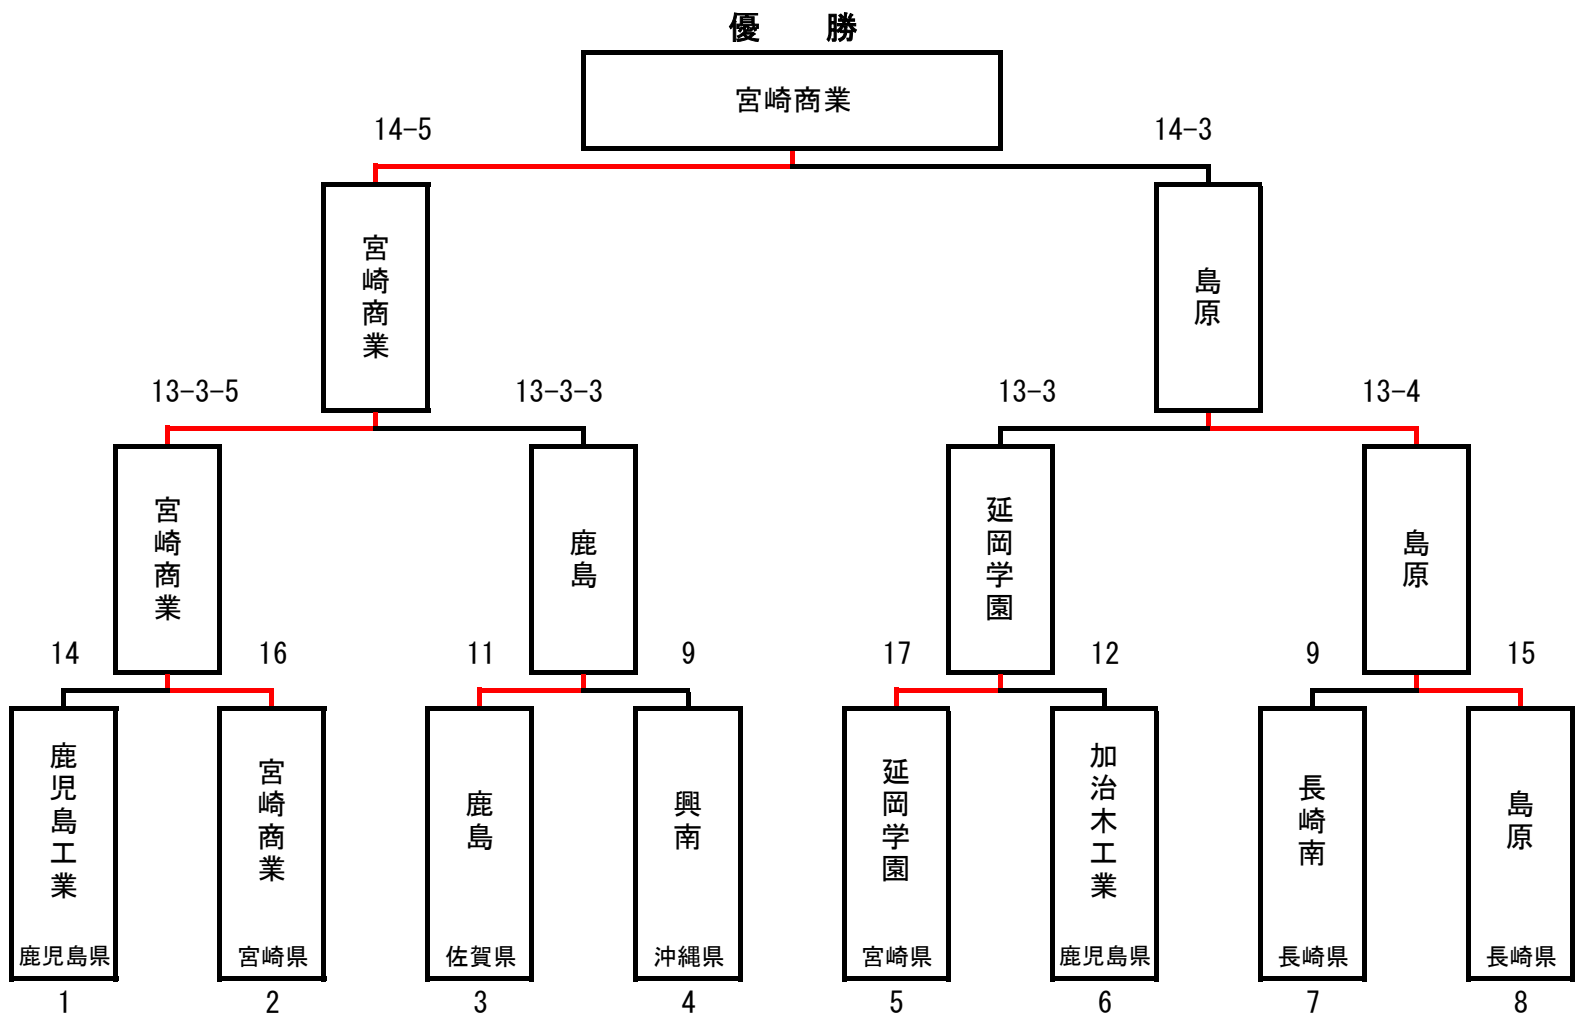 優　勝
宮崎商業
14-5
14-3
宮崎商業
島原
13-3-5
13-3-3
13-3
13-4
宮崎商業
鹿島
延岡学園
島原
14
16
11
9
17
12
9
15
鹿児島工業
宮崎商業
鹿島
興南
延岡学園
加治木工業
長崎南
島原
鹿児島県
宮崎県
佐賀県
沖縄県
宮崎県
鹿児島県
長崎県
長崎県
1
2
3
4
5
6
7
8